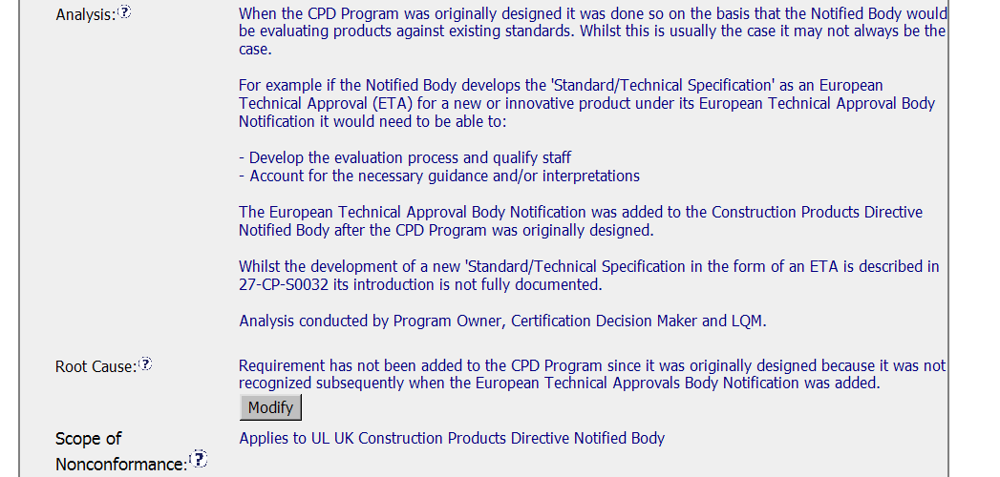 Analysis: When the CPD Program was originally designed it was done so on the basis that the Notified Body would
be evaluating products against existing standards. Whilst this is usually the case it may not always be the
case.
For example if the Notified Body develops the 'Standard/Technical Specification' as an European
Technical Approval (ETA) for a new or innovative product under its European Technical Approval Body
Notification it would need to be able to:
- Develop the evaluation process and qualify staff
- Account for the necessary guidance and/or interpretations
The European Technical Approval Body Notification was added to the Construction Products Directive
Notified Body after the CPD Program was originally designed.
Whilst the development of a new 'Standard/Technical Specification in the form of an ETA is described in
27-CP-S0032 its introduction is not fully documented.
Analysis conducted by Program Owner, Certification Decision Maker and LQM.
Root Cause: Requirement has not been added to the CPD Program since it was originally designed because it was not
recognized subsequently when the European Technical Approvals Body Notification was added.
Modify
Scope of Applies to UL UK Construction Products Directive Notified Body
Nonconformance: